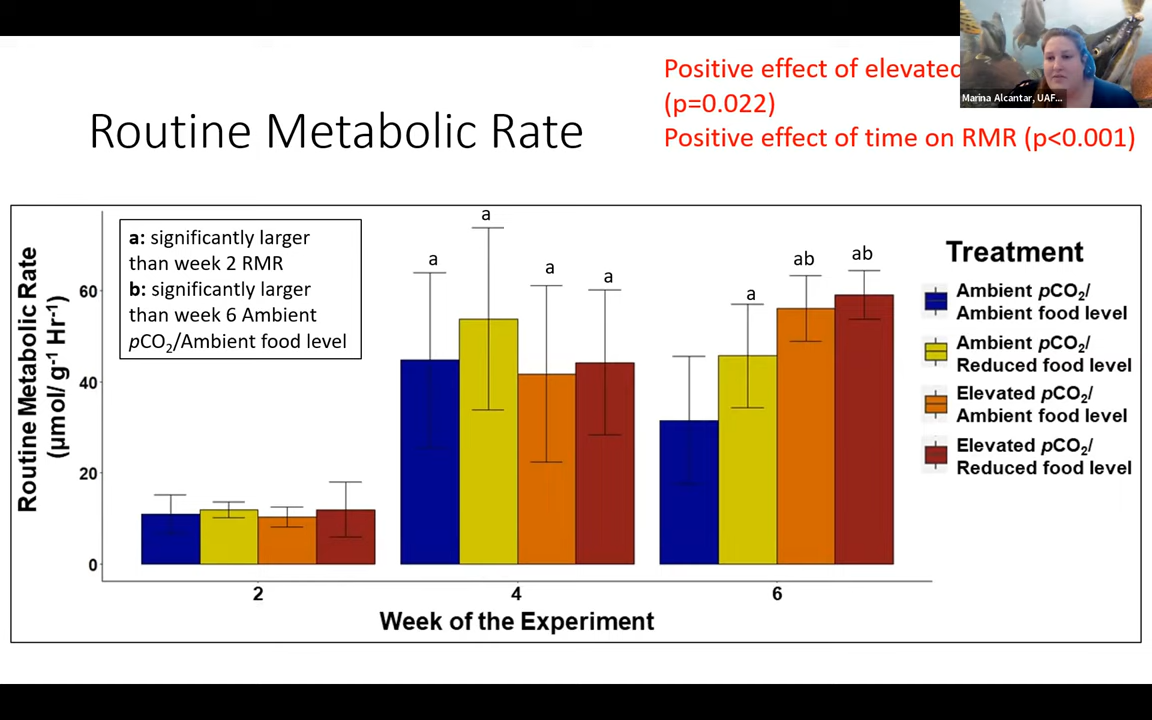 Positive effect of elevated
(p=0.022)
Positive effect of time on RMR (p<0.001)
Marina Alcantar, UAF...
Routine Metabolic Rate
a: significantly larger
than week 2 RMR
b: significantly larger
than week 6 Ambient
pCO₂/Ambient food level
a
a
a
a
a
ab
ab
Routine Metabolic Rate
(μmol/ g⁻¹ Hr⁻¹)
60
40
20
0
2
4
6
Week of the Experiment
Treatment
Ambient pCO₂/
Ambient food level
Ambient pCO₂/
Reduced food level
Elevated pCO₂/
Ambient food level
Elevated pCO₂/
Reduced food level